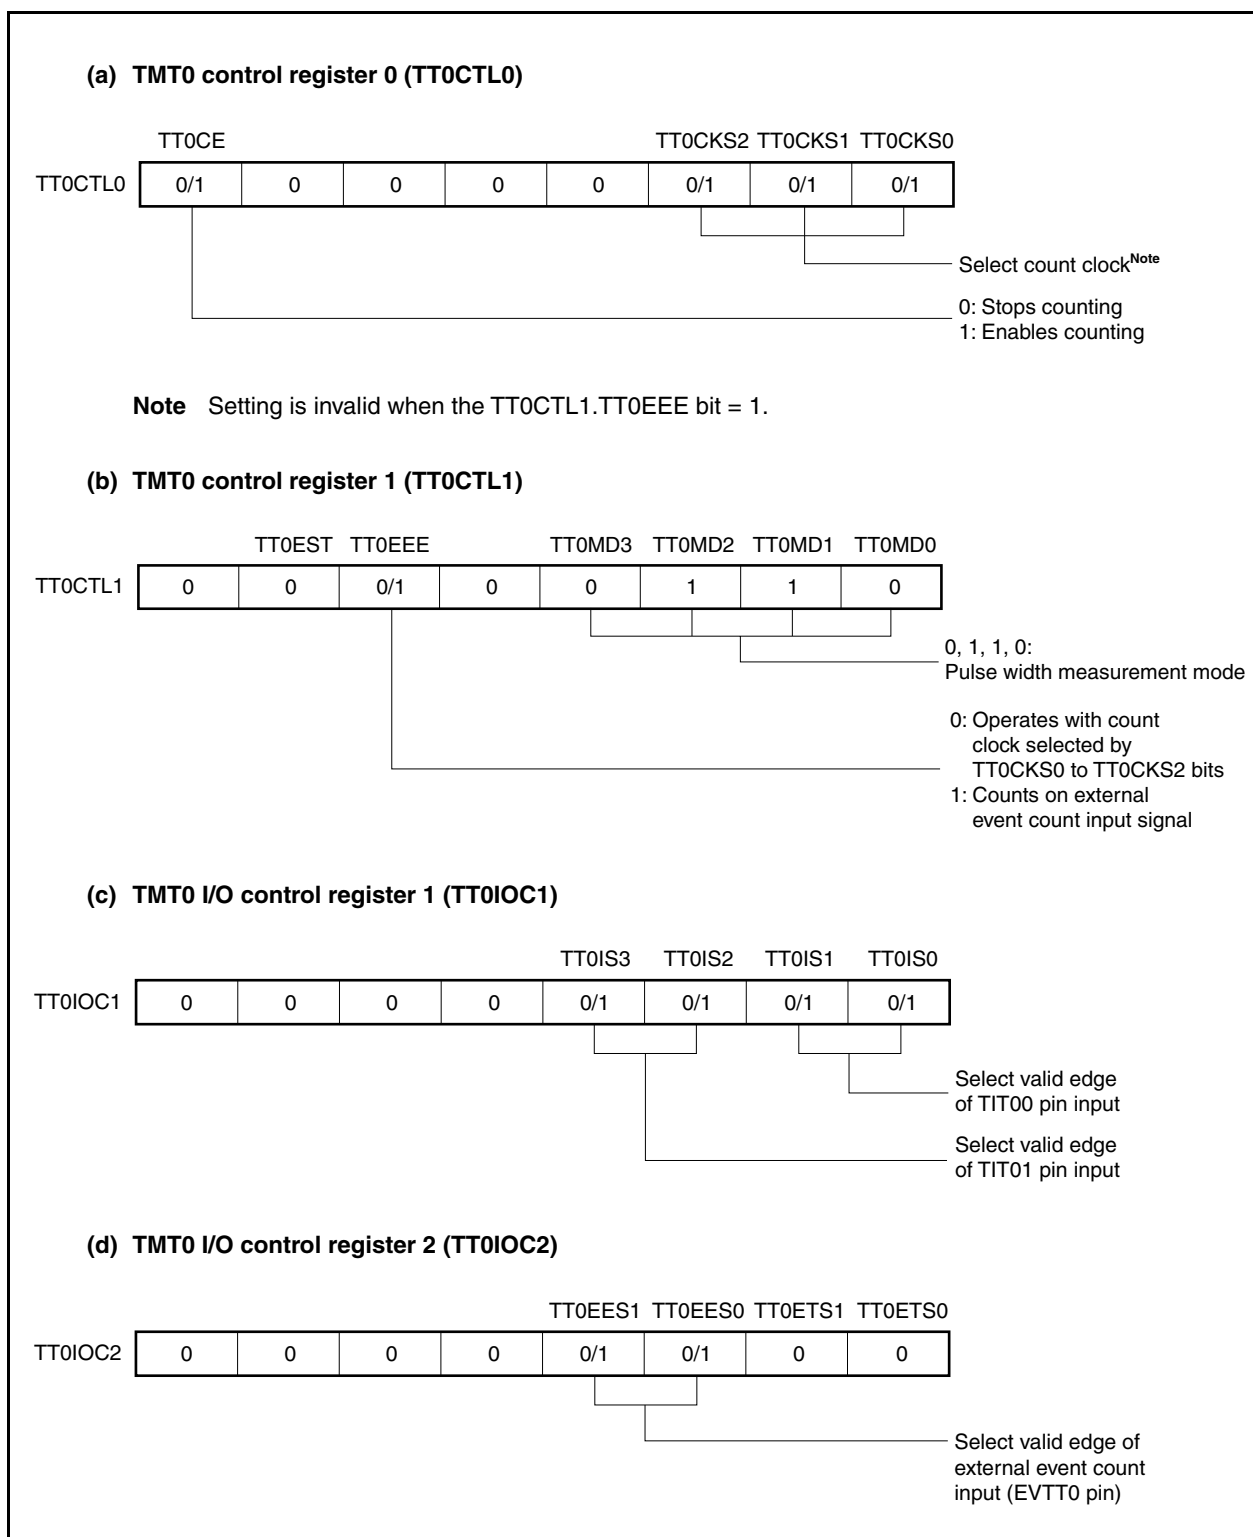 (a) TMT0 control register 0 (TT0CTL0)
TT0CE TT0CKS2 TT0CKS1 TT0CKS0
TT0CTL0 0/1 0 0 0 0 0/1 0/1 0/1
Select count clockNote
0: Stops counting
1: Enables counting
Note Setting is invalid when the TT0CTL1.TT0EEE bit = 1.
(b) TMT0 control register 1 (TT0CTL1)
TT0EST TT0EEE TT0MD3 TT0MD2 TT0MD1 TT0MD0
TT0CTL1 0 0 0/1 0 0 1 1 0
0, 1, 1, 0:
Pulse width measurement mode
0: Operates with count
clock selected by
TT0CKS0 to TT0CKS2 bits
1: Counts on external
event count input signal
(c) TMT0 I/O control register 1 (TT0IOC1)
TT0IS3 TT0IS2 TT0IS1 TT0IS0
TT0IOC1 0 0 0 0 0/1 0/1 0/1 0/1
Select valid edge
of TIT00 pin input
Select valid edge
of TIT01 pin input
(d) TMT0 I/O control register 2 (TT0IOC2)
TT0EES1 TT0EES0 TT0ETS1 TT0ETS0
TT0IOC2 0 0 0 0 0/1 0/1 0 0
Select valid edge of
external event count
input (EVTT0 pin)